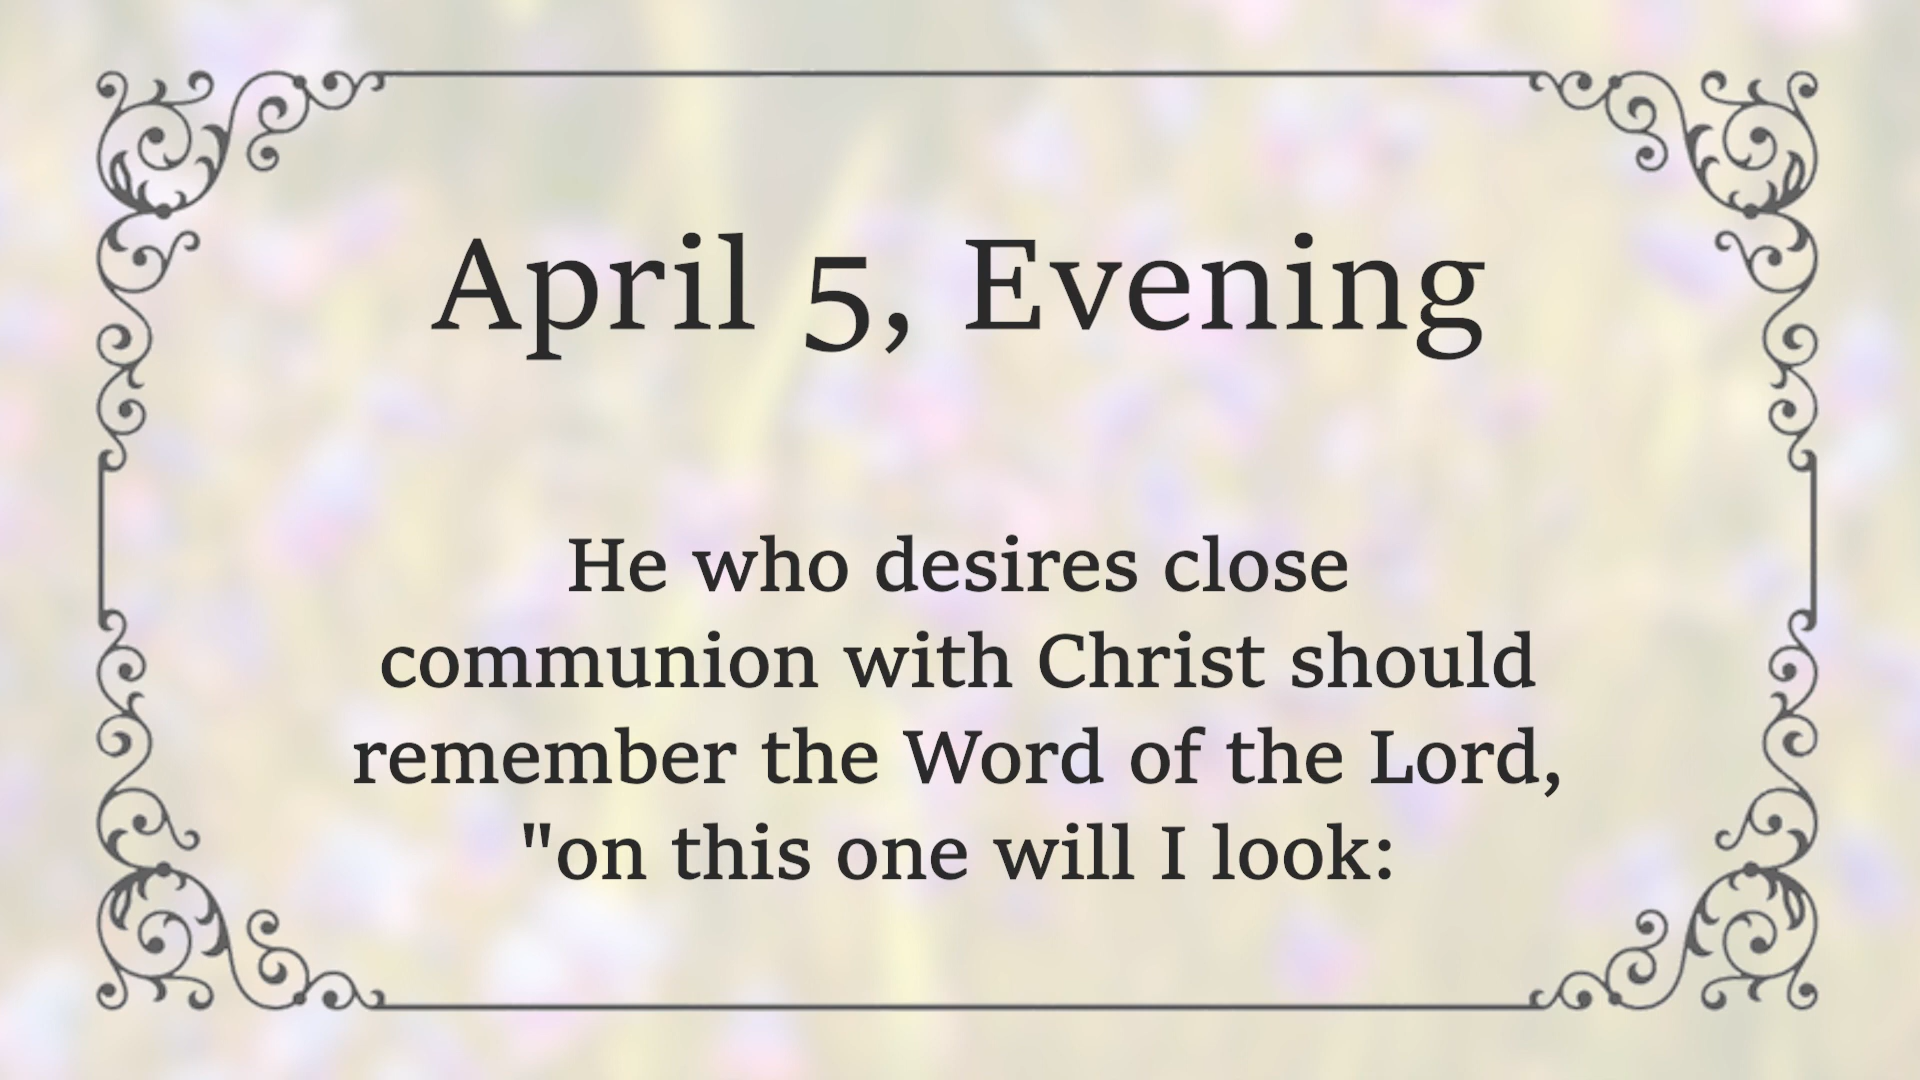 April 5, Evening
He who desires close
communion with Christ should
remember the Word of the Lord,
"on this one will I look: